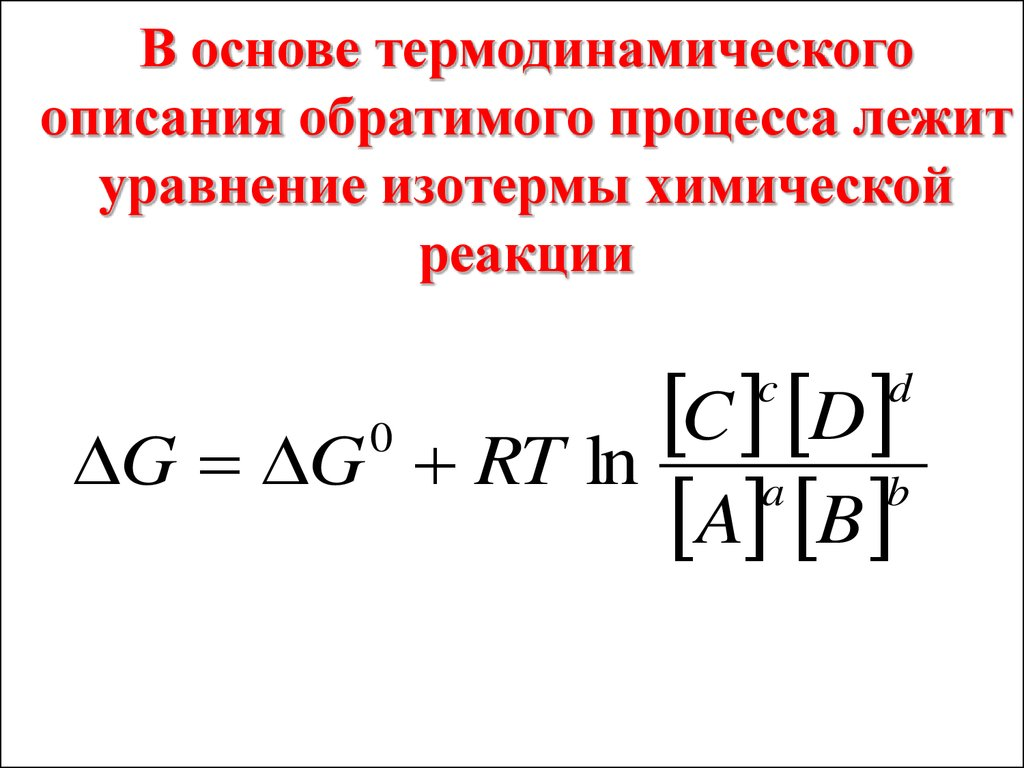 В основе термодинамического
описания обратимого процесса лежит
уравнение изотермы химической
реакции
ΔG = ΔG⁰ + RT ln [C]ᶜ [D]ᵈ / [A]ᵃ [B]ᵇ